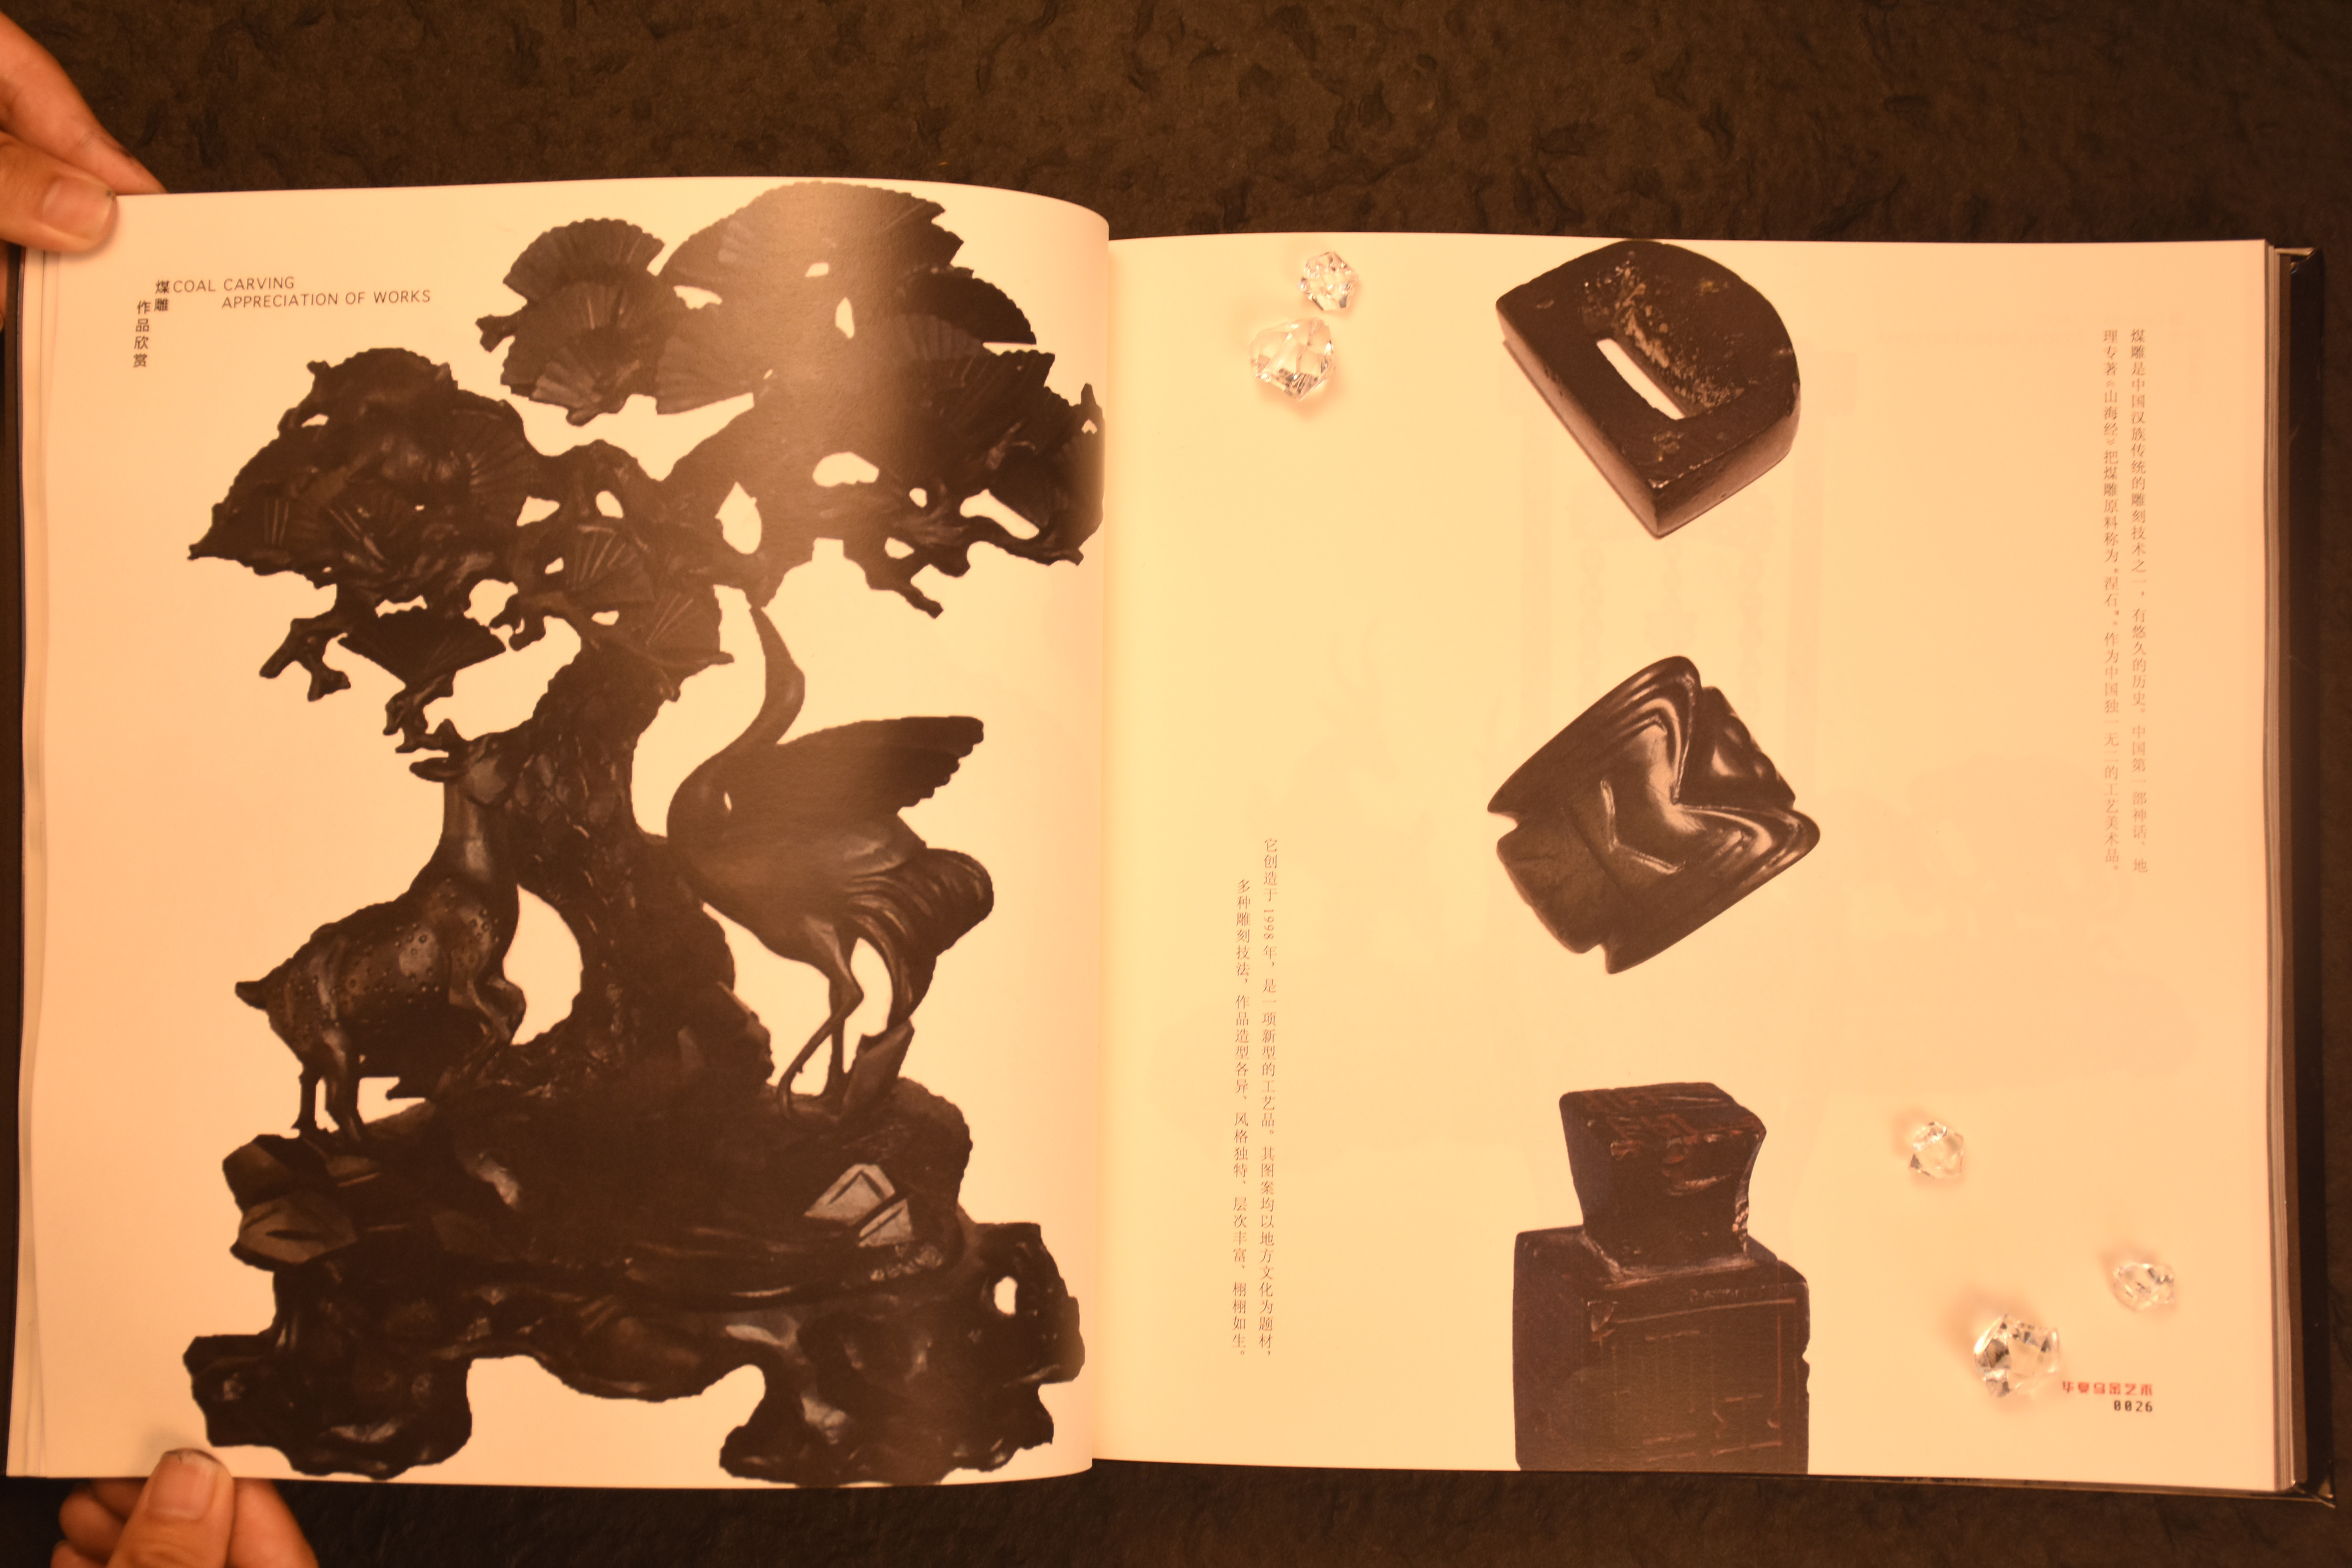 煤雕
作品欣赏
COAL CARVING
APPRECIATION OF WORKS
煤雕是中国汉族传统的雕刻技术之一，有悠久的历史。中国第一部神话、地
理专著《山海经》把煤雕原料称为“涅石”。作为中国独一无二的工艺美术品。
它创造于1998年，是一项新型的工艺品。其图案均以地方文化为题材，
多种雕刻技法，作品造型各异、风格独特、层次丰富、栩栩如生。
华夏乌金艺术
0026